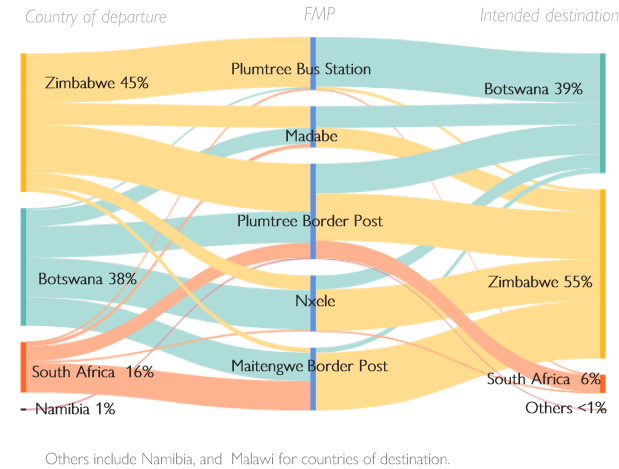 Country of departure
FMP
Intended destination
Plumtree Bus Station
Zimbabwe 45%
Botswana 39%
Madabe
Plumtree Border Post
Botswana 38%
Zimbabwe 55%
Nxele
Maitengwe Border Post
South Africa 16%
South Africa 6%
Namibia 1%
Others <1%
Others include Namibia, and Malawi for countries of destination.